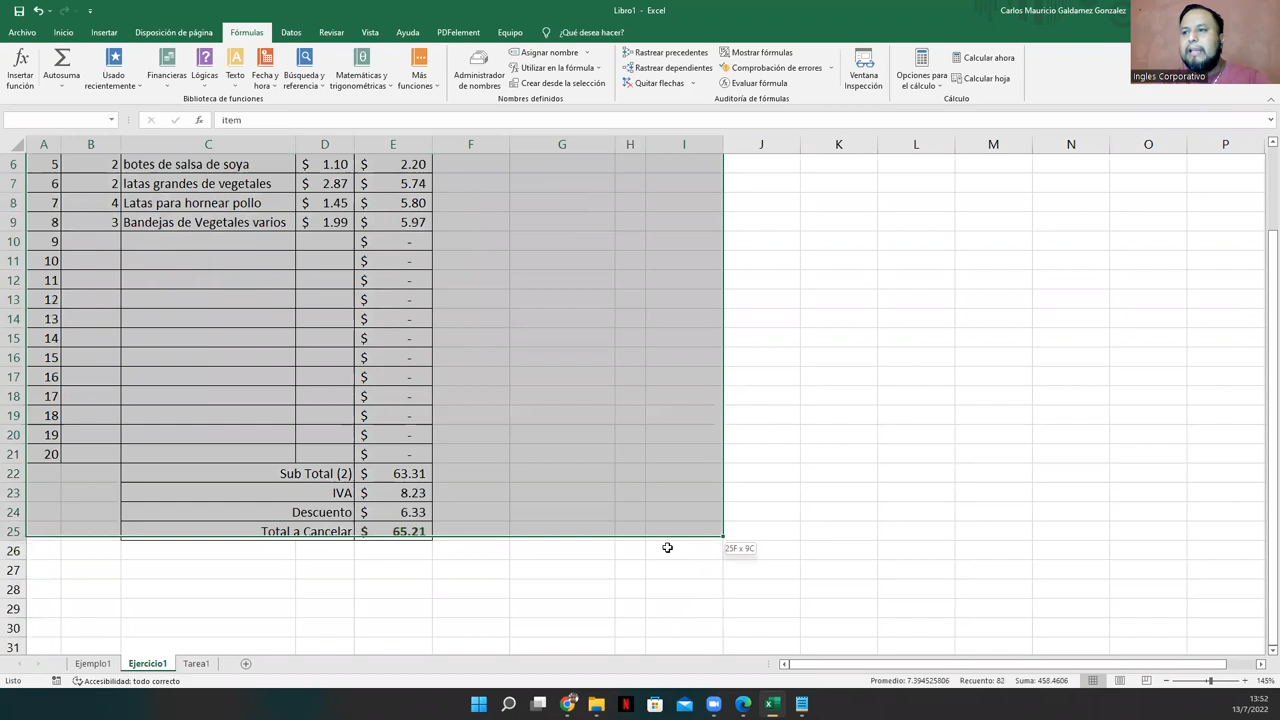 Libro1 - Excel
Carlos Mauricio Galdamez Gonzalez
Archivo Inicio Insertar Disposición de página Fórmulas Datos Revisar Vista Ayuda PDFelement Equipo ¿Qué desea hacer?
Insertar función
Autosuma
Usado recientemente
Financieras
Lógicas
Texto
Fecha y hora
Búsqueda y referencia
Matemáticas y trigonométricas
Más funciones
Biblioteca de funciones
Administrador de nombres
Asignar nombre
Utilizar en la fórmula
Crear desde la selección
Nombres definidos
Rastrear precedentes
Rastrear dependientes
Quitar flechas
Mostrar fórmulas
Comprobación de errores
Evaluar fórmula
Auditoría de fórmulas
Ventana Inspección
Opciones para el cálculo
Calcular ahora
Calcular hoja
Cálculo
Ingles Corporativo
fx item
A B C D E F G H I J K L M N O P
6 5 2 botes de salsa de soya $ 1.10 $ 2.20
7 6 2 latas grandes de vegetales $ 2.87 $ 5.74
8 7 4 Latas para hornear pollo $ 1.45 $ 5.80
9 8 3 Bandejas de Vegetales varios $ 1.99 $ 5.97
10 9 $ -
11 10 $ -
12 11 $ -
13 12 $ -
14 13 $ -
15 14 $ -
16 15 $ -
17 16 $ -
18 17 $ -
19 18 $ -
20 19 $ -
21 20 $ -
22 Sub Total (2) $ 63.31
23 IVA $ 8.23
24 Descuento $ 6.33
25 Total a Cancelar $ 65.21
25F x 9C
26
27
28
29
30
31
Ejemplo1 Ejercicio1 Tarea1
Listo Accesibilidad: todo correcto Promedio: 7.394525806 Recuento: 82 Suma: 458.4606 145%
13:52
13/7/2022